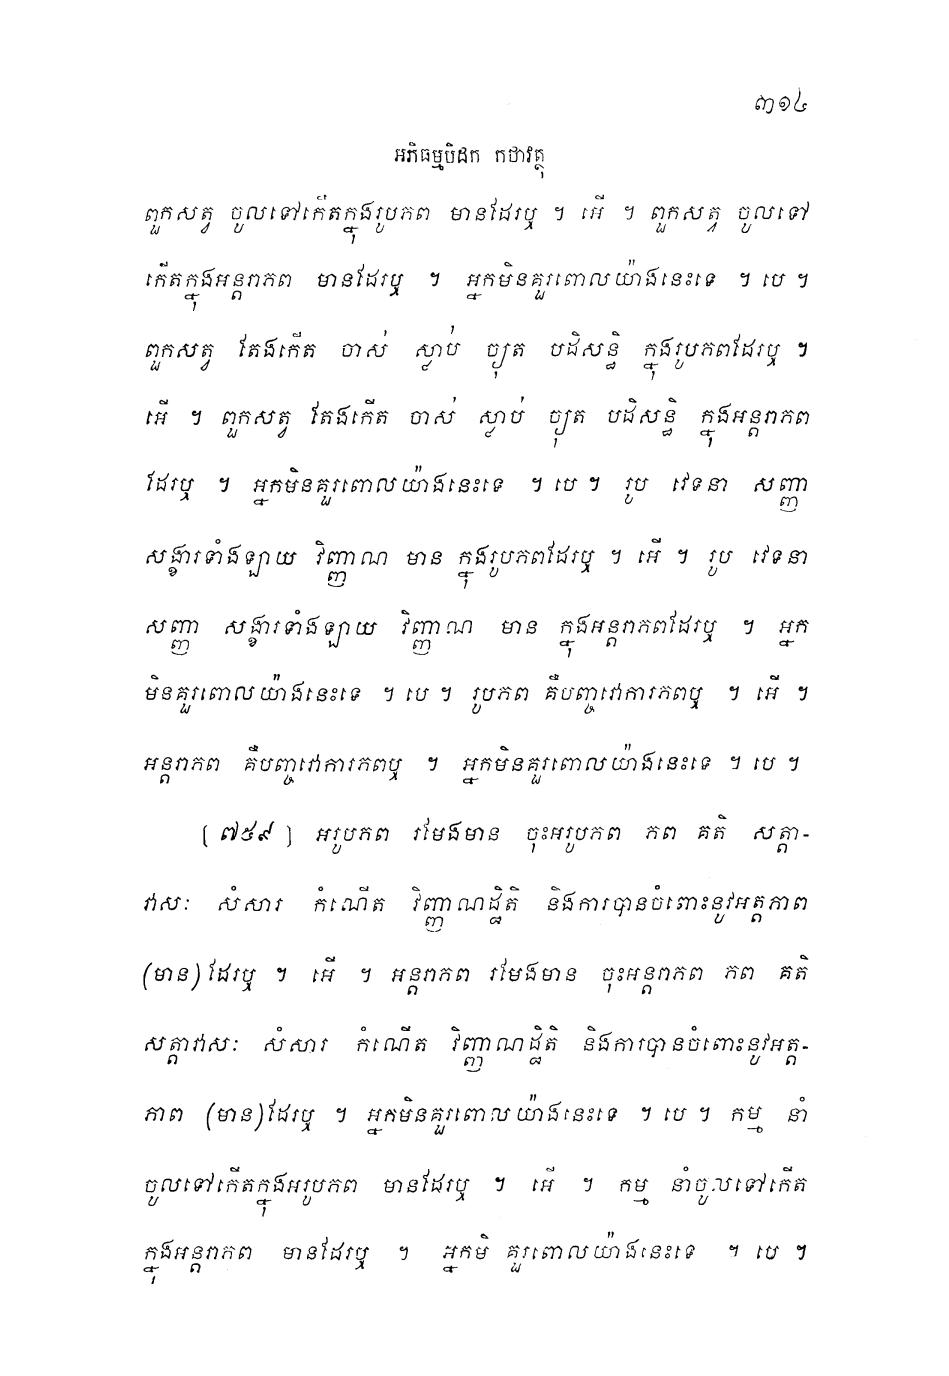 ៣១៤
អភិធម្មបិដក កថាវត្ថុ
ពួកសត្វ ចូលទៅកើតក្នុងរូបភព មានដែរឬ ។ អើ ។ ពួកសត្វ ចូលទៅ
កើតក្នុងអន្តរាភព មានដែរឬ ។ អ្នកមិនគួរពោលយ៉ាងនេះទេ ។ បេ ។
ពួកសត្វ តែងកើត ចាស់ ស្លាប់ ច្យុត បដិសន្ធិ ក្នុងរូបភពដែរឬ ។
អើ ។ ពួកសត្វ តែងកើត ចាស់ ស្លាប់ ច្យុត បដិសន្ធិ ក្នុងអន្តរាភព
ដែរឬ ។ អ្នកមិនគួរពោលយ៉ាងនេះទេ ។ បេ ។ រូប វេទនា សញ្ញា
សង្ខារទាំងឡាយ វិញ្ញាណ មាន ក្នុងរូបភពដែរឬ ។ អើ ។ រូប វេទនា
សញ្ញា សង្ខារទាំងឡាយ វិញ្ញាណ មាន ក្នុងអន្តរាភពដែរឬ ។ អ្នក
មិនគួរពោលយ៉ាងនេះទេ ។ បេ ។ រូបភព គឺបញ្ចវោការភពឬ ។ អើ ។
អន្តរាភព គឺបញ្ចវោការភពឬ ។ អ្នកមិនគួរពោលយ៉ាងនេះទេ ។ បេ ។
[៧៥៩] អរូបភព រមែងមាន ចុះអរូបភព ភព គតិ សត្តា-
វាសៈ សំសារ កំណើត វិញ្ញាណដ្ឋិតិ និងការបានចំពោះនូវអត្តភាព
(មាន) ដែរឬ ។ អើ ។ អន្តរាភព រមែងមាន ចុះអន្តរាភព ភព គតិ
សត្តាវាសៈ សំសារ កំណើត វិញ្ញាណដ្ឋិតិ និងការបានចំពោះនូវអត្ត-
ភាព (មាន) ដែរឬ ។ អ្នកមិនគួរពោលយ៉ាងនេះទេ ។ បេ ។ កម្ម នាំ
ចូលទៅកើតក្នុងអរូបភព មានដែរឬ ។ អើ ។ កម្ម នាំចូលទៅកើត
ក្នុងអន្តរាភព មានដែរឬ ។ អ្នកមិ គួរពោលយ៉ាងនេះទេ ។ បេ ។